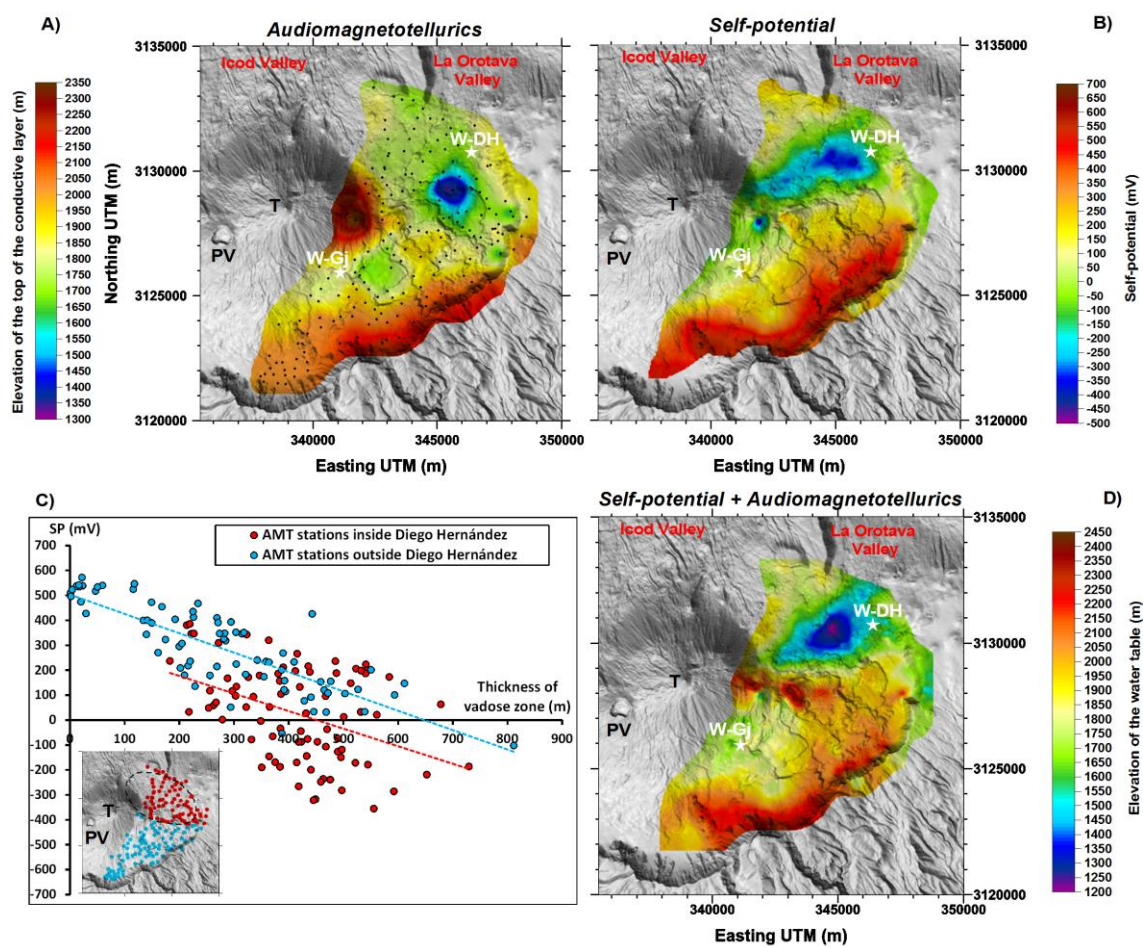 A)
Audiomagnetotellurics
Icod Valley
La Orotava
Valley
W-DH
T
PV
W-Gj
Elevation of the top of the conductive layer (m)
2350
2300
2250
2200
2150
2100
2050
2000
1950
1900
1850
1800
1750
1700
1650
1600
1550
1500
1450
1400
1350
1300
Northing UTM (m)
3135000
3130000
3125000
3120000
340000
345000
350000
Easting UTM (m)
B)
Self-potential
Icod Valley
La Orotava
Valley
W-DH
T
PV
W-Gj
3135000
3130000
3125000
3120000
340000
345000
350000
Easting UTM (m)
Self-potential (mV)
700
650
600
550
500
450
400
350
300
250
200
150
100
50
0
-50
-100
-150
-200
-250
-300
-350
-400
-450
-500
C)
SP (mV)
AMT stations inside Diego Hernández
AMT stations outside Diego Hernández
700
600
500
400
300
200
100
0
-100
-200
-300
-400
-500
-600
-700
0
100
200
300
400
500
600
700
800
900
Thickness of
vadose zone (m)
T
PV
Self-potential + Audiomagnetotellurics
D)
Icod Valley
La Orotava
Valley
W-DH
T
PV
W-Gj
3135000
3130000
3125000
3120000
340000
345000
350000
Easting UTM (m)
Elevation of the water table (m)
2450
2400
2350
2300
2250
2200
2150
2100
2050
2000
1950
1900
1850
1800
1750
1700
1650
1600
1550
1500
1450
1400
1350
1300
1250
1200